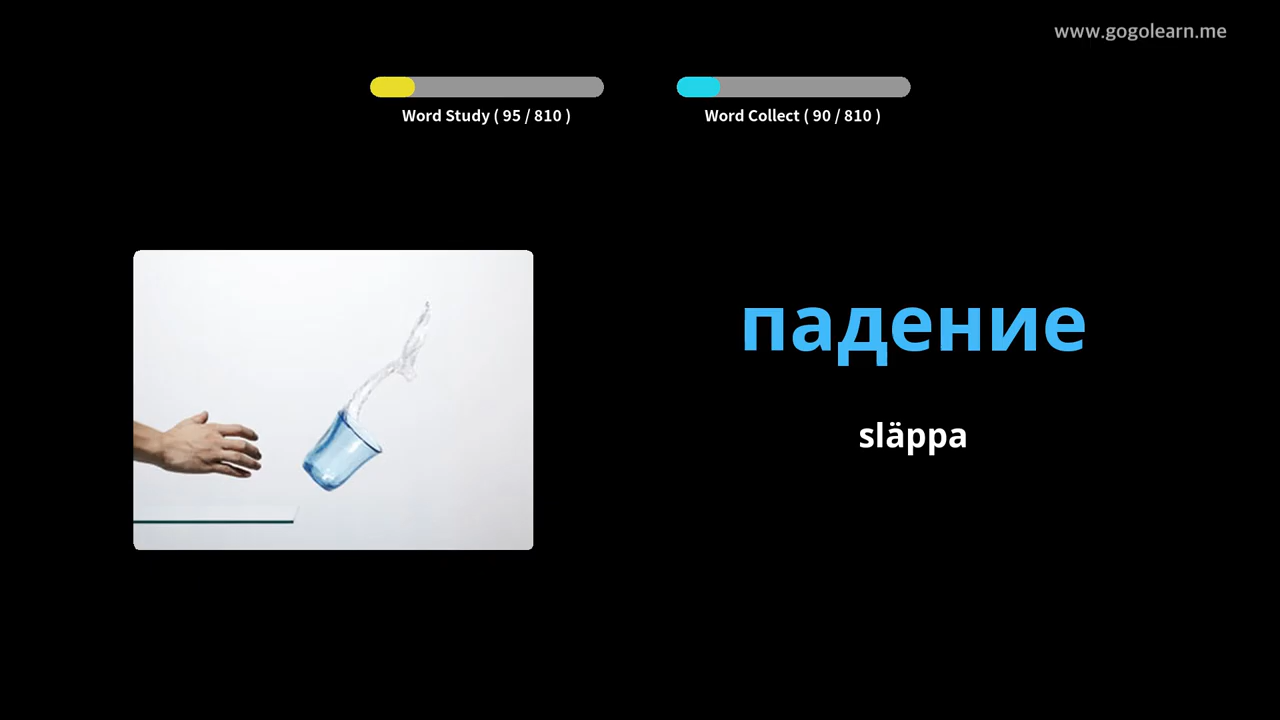 www.gogolearn.me
Word Study ( 95 / 810 )
Word Collect ( 90 / 810 )
падение
släppa